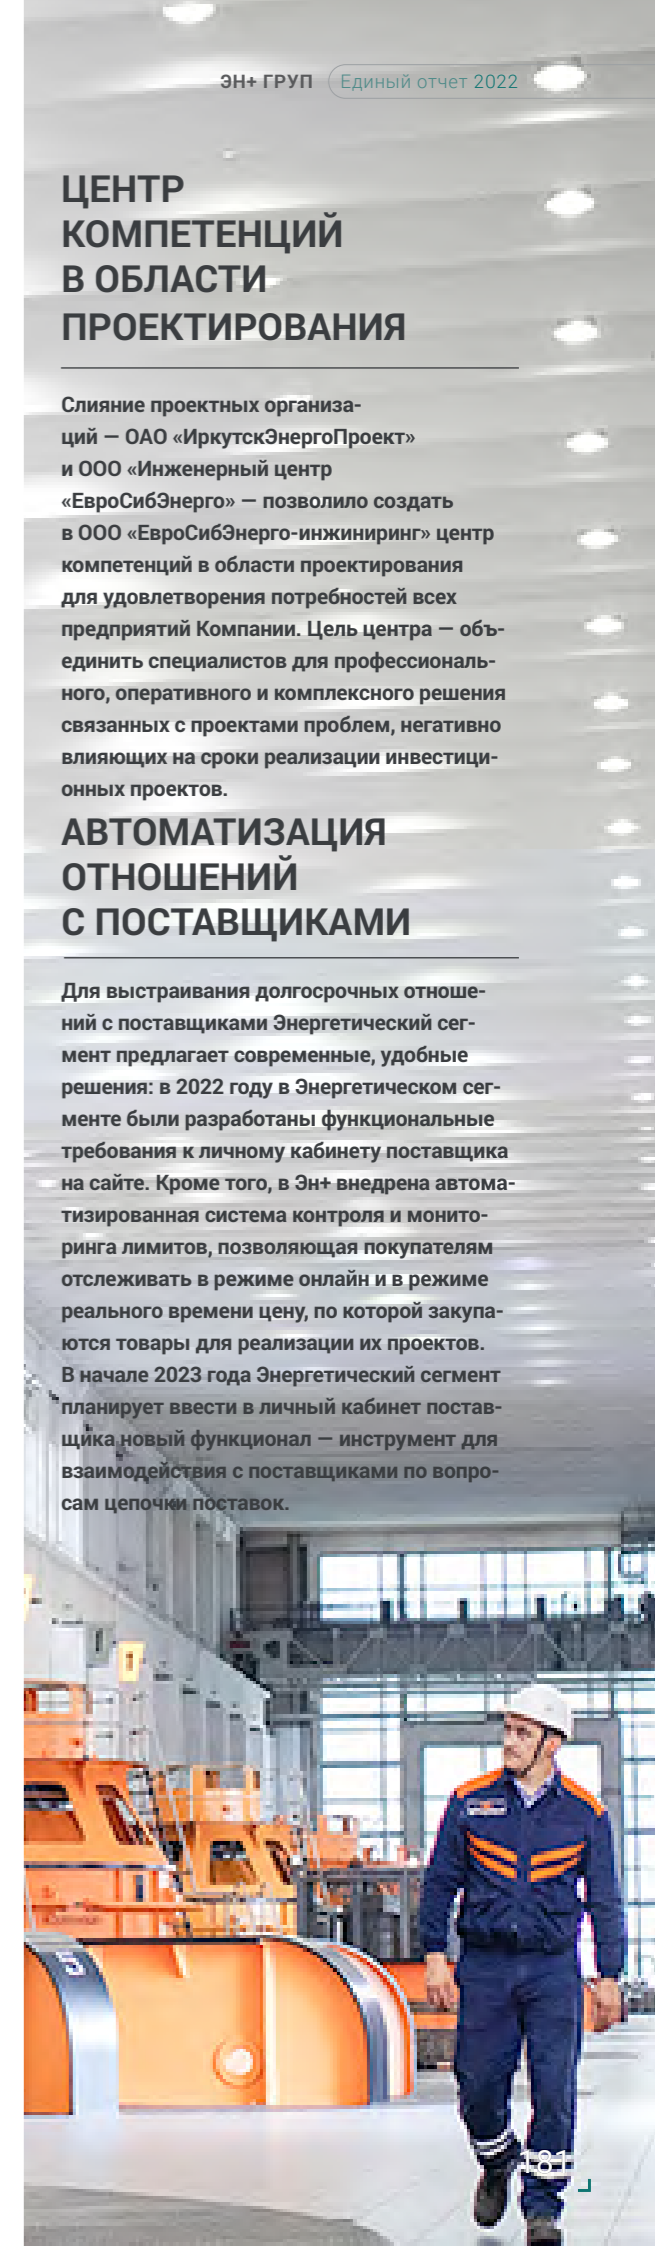 ЭН+ ГРУП Единый отчет 2022
ЦЕНТР
КОМПЕТЕНЦИЙ
В ОБЛАСТИ
ПРОЕКТИРОВАНИЯ
Слияние проектных организа-
ций — ОАО «ИркутскЭнергоПроект»
и ООО «Инженерный центр
«ЕвроСибЭнерго» — позволило создать
в ООО «ЕвроСибЭнерго-инжиниринг» центр
компетенций в области проектирования
для удовлетворения потребностей всех
предприятий Компании. Цель центра — объ-
единить специалистов для профессиональ-
ного, оперативного и комплексного решения
связанных с проектами проблем, негативно
влияющих на сроки реализации инвестици-
онных проектов.
АВТОМАТИЗАЦИЯ
ОТНОШЕНИЙ
С ПОСТАВЩИКАМИ
Для выстраивания долгосрочных отноше-
ний с поставщиками Энергетический сег-
мент предлагает современные, удобные
решения: в 2022 году в Энергетическом сег-
менте были разработаны функциональные
требования к личному кабинету поставщика
на сайте. Кроме того, в Эн+ внедрена автома-
тизированная система контроля и монито-
ринга лимитов, позволяющая покупателям
отслеживать в режиме онлайн и в режиме
реального времени цену, по которой закупа-
ются товары для реализации их проектов.
В начале 2023 года Энергетический сегмент
планирует ввести в личный кабинет постав-
щика новый функционал — инструмент для
взаимодействия с поставщиками по вопро-
сам цепочки поставок.
5
181